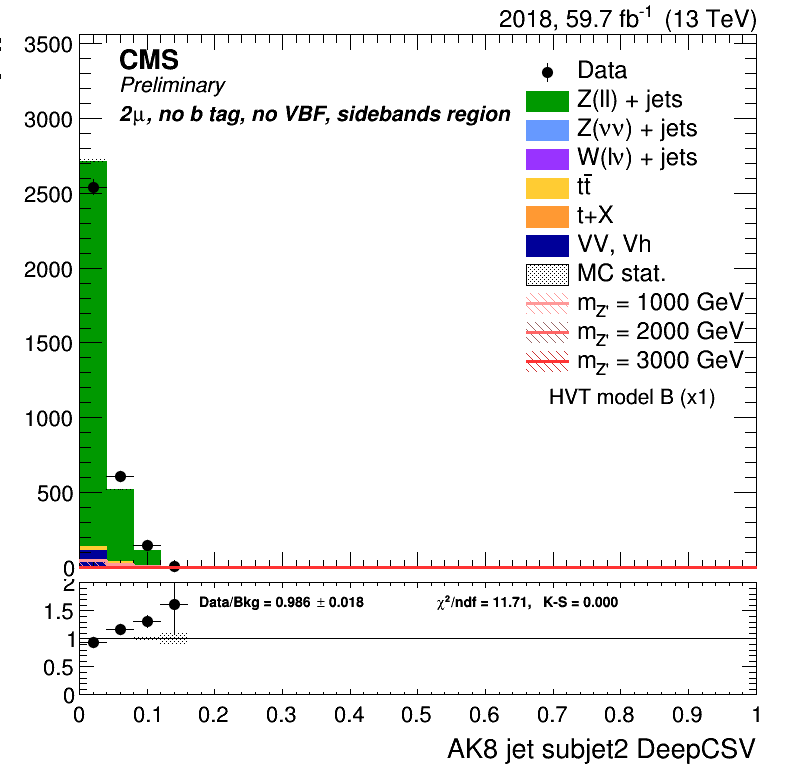 2018, 59.7 fb⁻¹ (13 TeV)
CMS
Preliminary
2μ, no b tag, no VBF, sidebands region
Data
Z(ll) + jets
Z(νν) + jets
W(lν) + jets
tt̄
t+X
VV, Vh
MC stat.
m_Z' = 1000 GeV
m_Z' = 2000 GeV
m_Z' = 3000 GeV
HVT model B (x1)
3500
3000
2500
2000
1500
1000
500
0
Data/Bkg = 0.986 ± 0.018
χ²/ndf = 11.71, K-S = 0.000
2
1.5
1
0.5
0
0 0.1 0.2 0.3 0.4 0.5 0.6 0.7 0.8 0.9 1
AK8 jet subjet2 DeepCSV